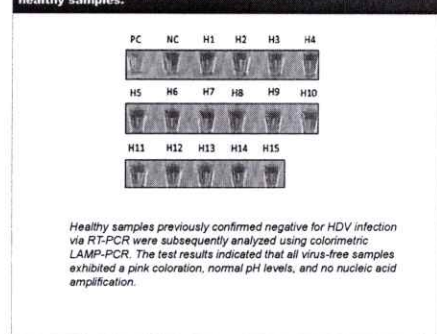 healthy samples.
PC NC H1 H2 H3 H4
H5 H6 H7 H8 H9 H10
H11 H12 H13 H14 H15
Healthy samples previously confirmed negative for HDV infection
via RT-PCR were subsequently analyzed using colorimetric
LAMP-PCR. The test results indicated that all virus-free samples
exhibited a pink coloration, normal pH levels, and no nucleic acid
amplification.